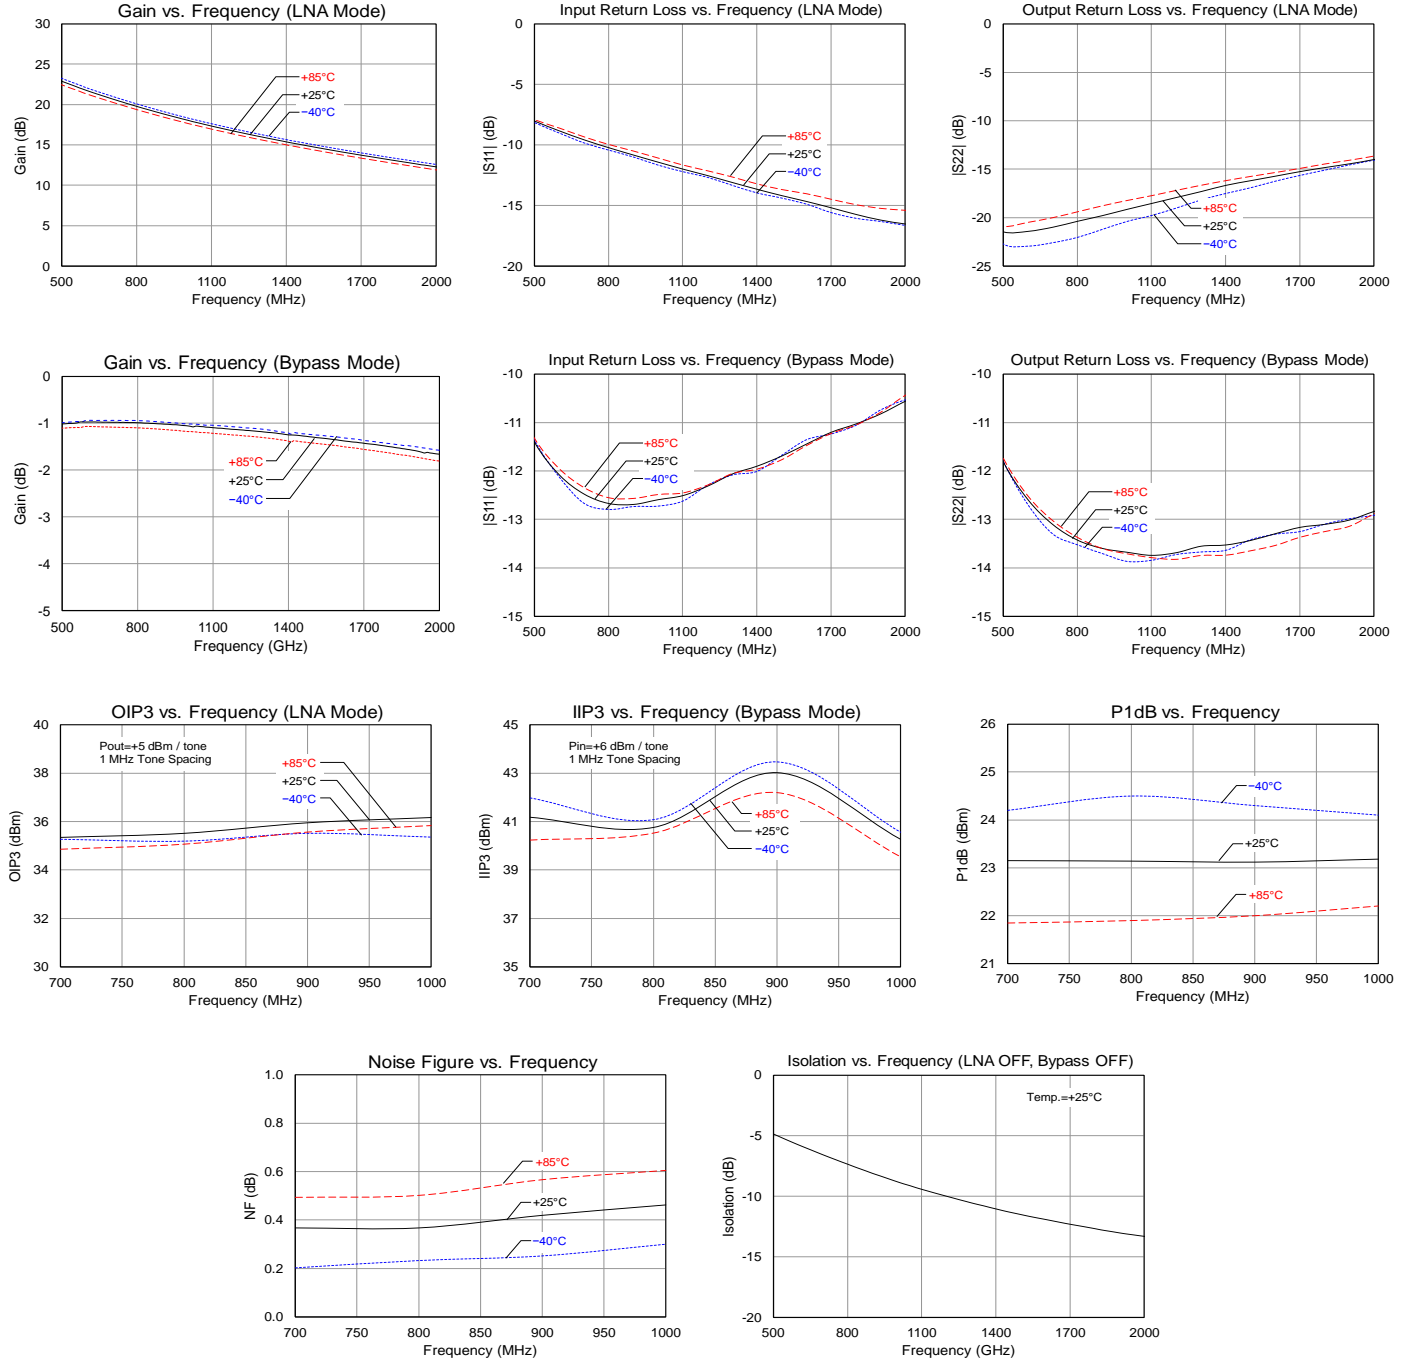 Gain vs. Frequency (LNA Mode)
30
25
20
15
10
5
0
Gain (dB)
+85°C
+25°C
−40°C
500 800 1100 1400 1700 2000
Frequency (MHz)
Input Return Loss vs. Frequency (LNA Mode)
0
-5
-10
-15
-20
|S11| (dB)
+85°C
+25°C
−40°C
500 800 1100 1400 1700 2000
Frequency (MHz)
Output Return Loss vs. Frequency (LNA Mode)
0
-5
-10
-15
-20
-25
|S22| (dB)
+85°C
+25°C
−40°C
500 800 1100 1400 1700 2000
Frequency (MHz)
Gain vs. Frequency (Bypass Mode)
0
-1
-2
-3
-4
-5
Gain (dB)
+85°C
+25°C
−40°C
500 800 1100 1400 1700 2000
Frequency (GHz)
Input Return Loss vs. Frequency (Bypass Mode)
-10
-11
-12
-13
-14
-15
|S11| (dB)
+85°C
+25°C
−40°C
500 800 1100 1400 1700 2000
Frequency (MHz)
Output Return Loss vs. Frequency (Bypass Mode)
-10
-11
-12
-13
-14
-15
|S22| (dB)
+85°C
+25°C
−40°C
500 800 1100 1400 1700 2000
Frequency (MHz)
OIP3 vs. Frequency (LNA Mode)
40
38
36
34
32
30
OIP3 (dBm)
Pout=+5 dBm / tone
1 MHz Tone Spacing
+85°C
+25°C
−40°C
700 750 800 850 900 950 1000
Frequency (MHz)
IIP3 vs. Frequency (Bypass Mode)
45
43
41
39
37
35
IIP3 (dBm)
Pin=+6 dBm / tone
1 MHz Tone Spacing
+85°C
+25°C
−40°C
700 750 800 850 900 950 1000
Frequency (MHz)
P1dB vs. Frequency
26
25
24
23
22
21
P1dB (dBm)
−40°C
+25°C
+85°C
700 750 800 850 900 950 1000
Frequency (MHz)
Noise Figure vs. Frequency
1.0
0.8
0.6
0.4
0.2
0.0
NF (dB)
+85°C
+25°C
−40°C
700 750 800 850 900 950 1000
Frequency (MHz)
Isolation vs. Frequency (LNA OFF, Bypass OFF)
0
-5
-10
-15
-20
Isolation (dB)
Temp.=+25°C
500 800 1100 1400 1700 2000
Frequency (GHz)